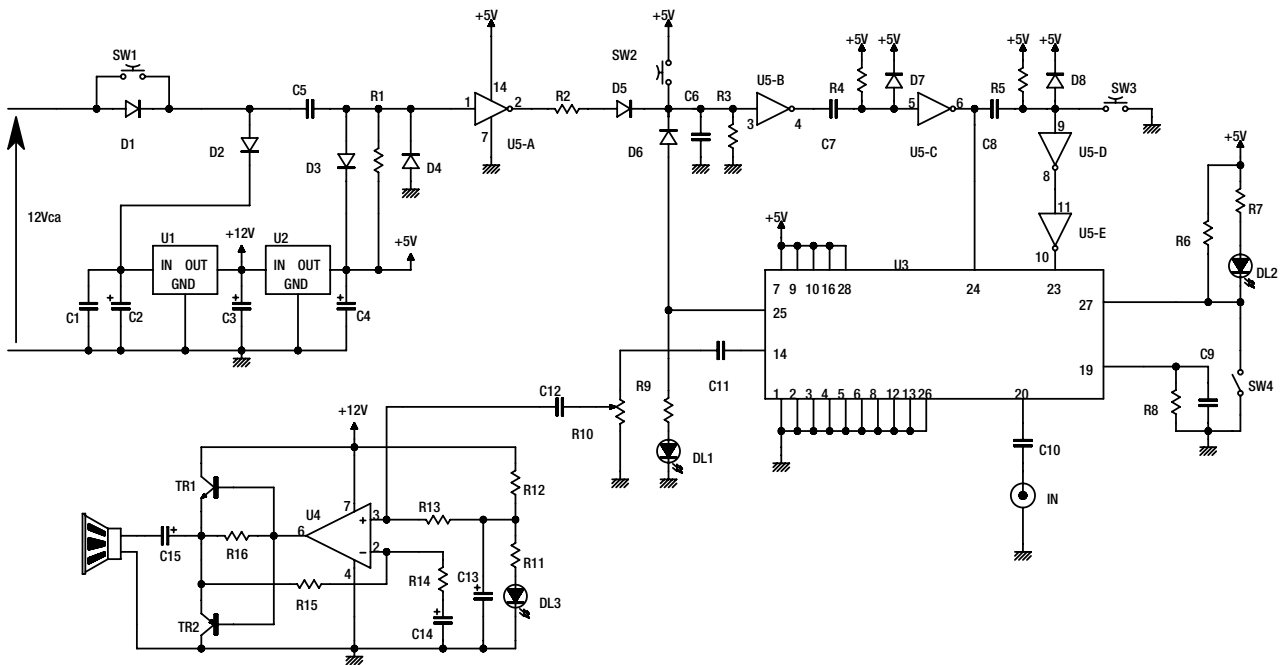 +5V
+5V
+5V
+5V
+5V
+5V
SW1
SW2
C5
R1
1
14
2
7
U5-A
R2
D5
C6
R3
U5-B
3
4
R4
C7
D7
5
6
U5-C
R5
C8
D8
SW3
D1
D2
D3
D4
D6
9
U5-D
8
11
U5-E
10
+5V
R7
R6
DL2
12Vca
U1
IN OUT
GND
+12V
U2
IN OUT
GND
+5V
C1
C2
C3
C4
+5V
U3
7 9 10 16 28
24
23
25
27
14
19
1 2 3 4 5 6 8 12 13 26
20
C9
R8
SW4
C11
C12
R10
R9
DL1
C10
IN
+12V
TR1
R16
U4
7
6
+ 3
− 2
4
R13
R12
R11
R14
C13
DL3
C14
R15
C15
TR2